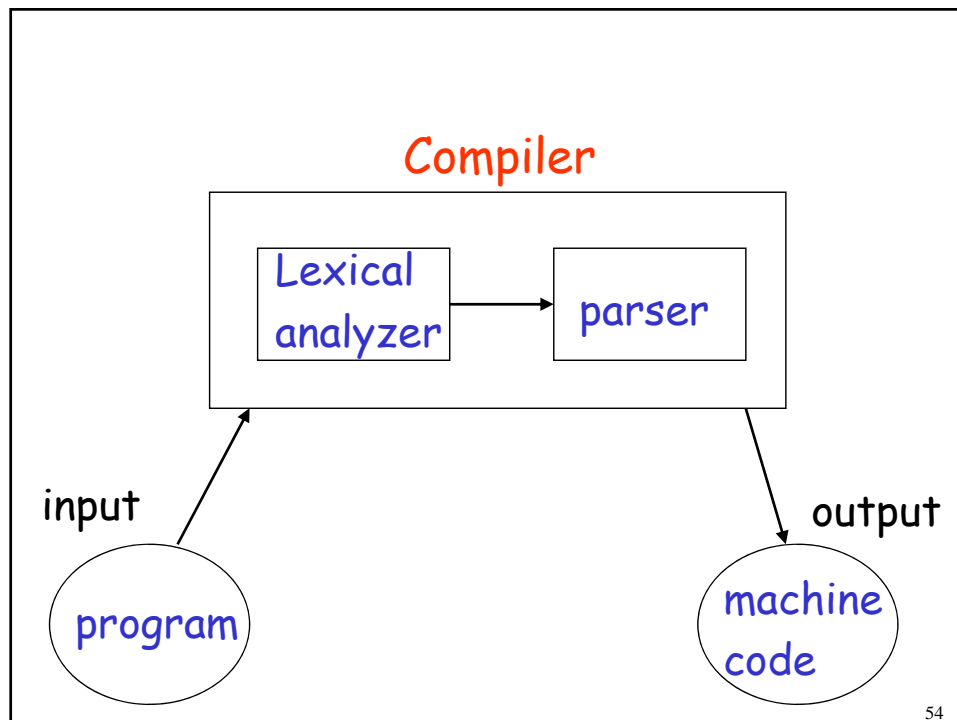 Compiler
Lexical
analyzer
parser
input
output
program
machine
code
54